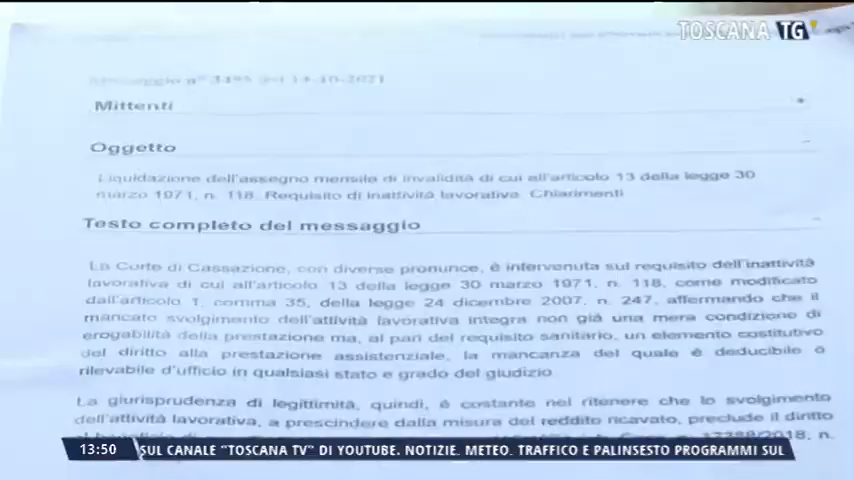 TOSCANA TG
Messaggio n° 3495 del 14-10-2021
Mittenti
Oggetto
Liquidazione dell'assegno mensile di invalidità di cui all'articolo 13 della legge 30
marzo 1971, n. 118. Requisito di inattività lavorativa. Chiarimenti
Testo completo del messaggio
La Corte di Cassazione, con diverse pronunce, è intervenuta sul requisito dell'inattività
lavorativa di cui all'articolo 13 della legge 30 marzo 1971, n. 118, come modificato
dall'articolo 1, comma 35, della legge 24 dicembre 2007, n. 247, affermando che il
mancato svolgimento dell'attività lavorativa integra non già una mera condizione di
erogabilità della prestazione ma, al pari del requisito sanitario, un elemento costitutivo
del diritto alla prestazione assistenziale, la mancanza del quale è deducibile o
rilevabile d'ufficio in qualsiasi stato e grado del giudizio.
La giurisprudenza di legittimità, quindi, è costante nel ritenere che lo svolgimento
dell'attività lavorativa, a prescindere dalla misura del reddito ricavato, preclude il diritto
13:50 SUL CANALE "TOSCANA TV" DI YOUTUBE. NOTIZIE. METEO. TRAFFICO E PALINSESTO PROGRAMMI SUL